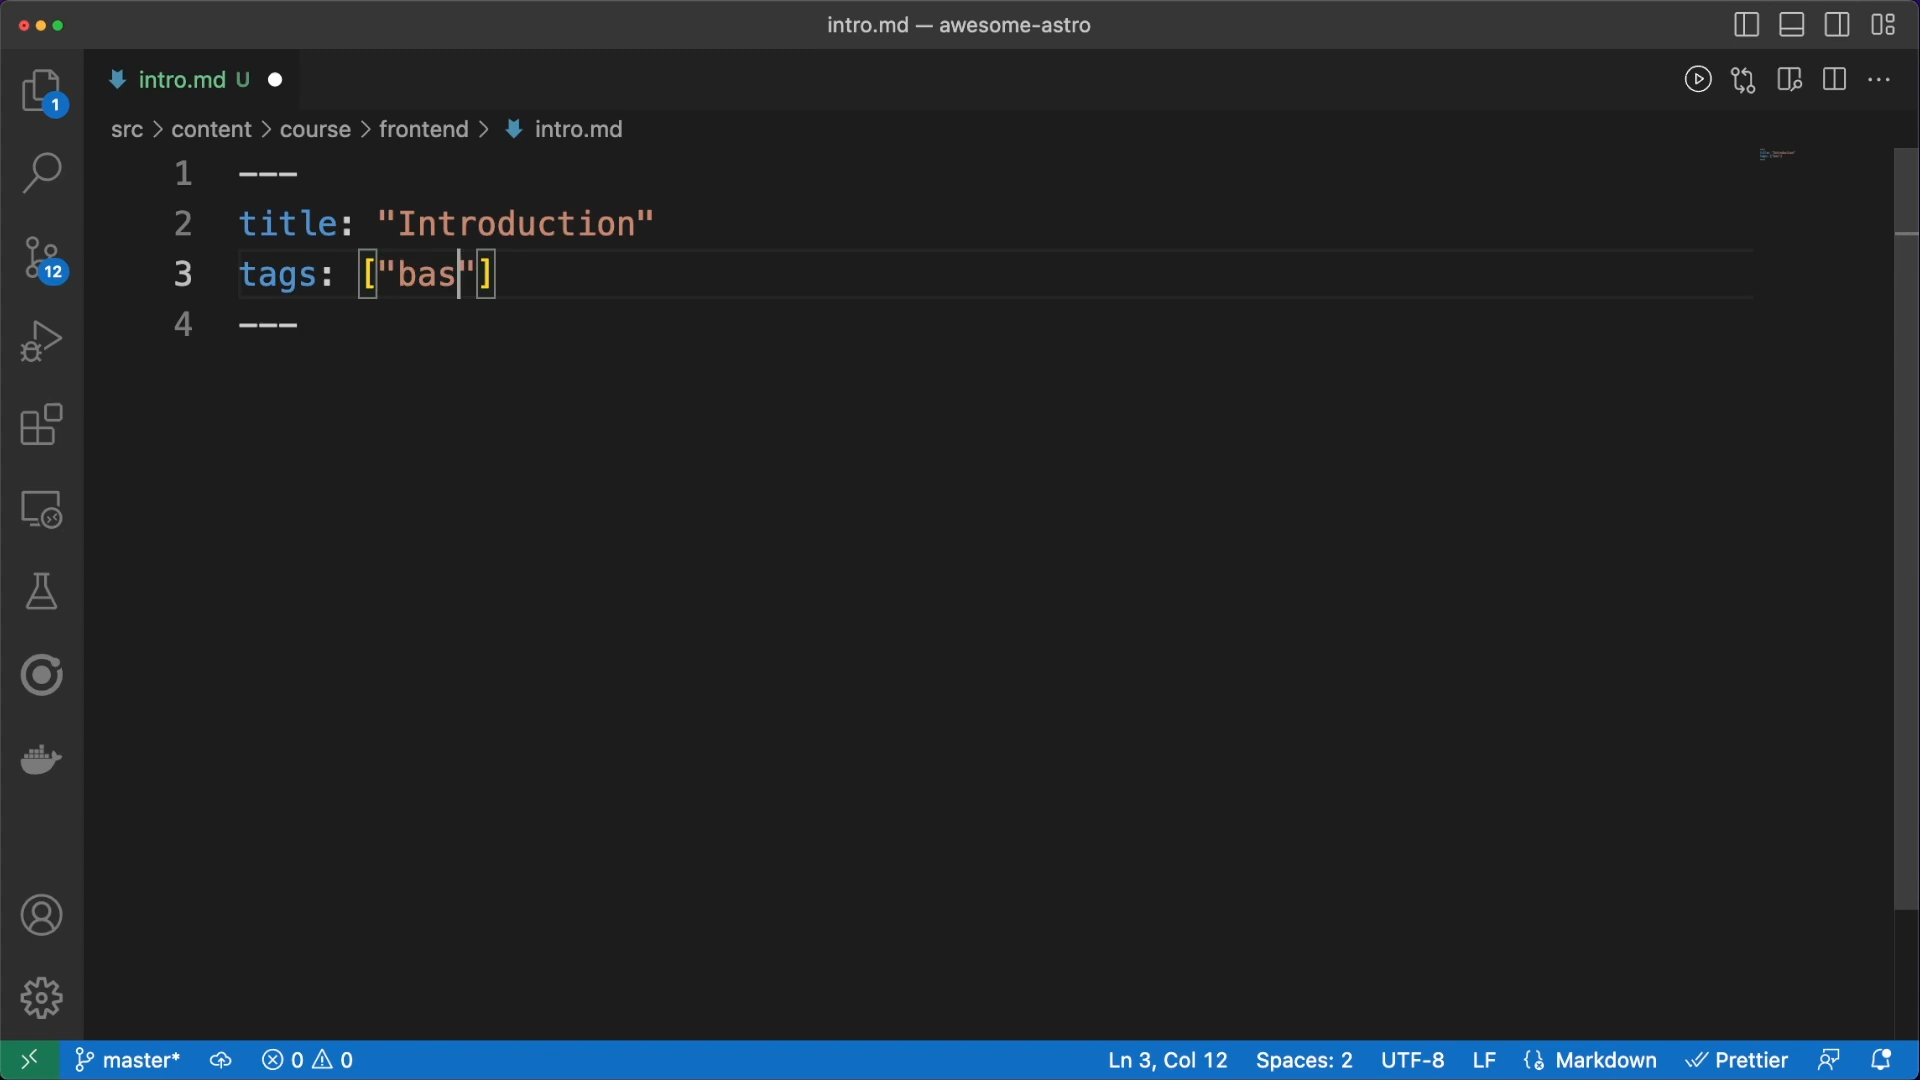 intro.md — awesome-astro
1
intro.md U
src > content > course > frontend > intro.md
1 ---
2 title: "Introduction"
3 tags: ["bas"]
4 ---
12
master*
0 0
Ln 3, Col 12
Spaces: 2
UTF-8
LF
Markdown
Prettier